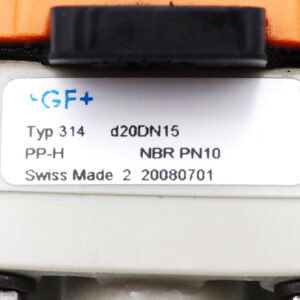 +GF+
Typ 314 d20DN15
PP-H NBR PN10
Swiss Made 2 20080701